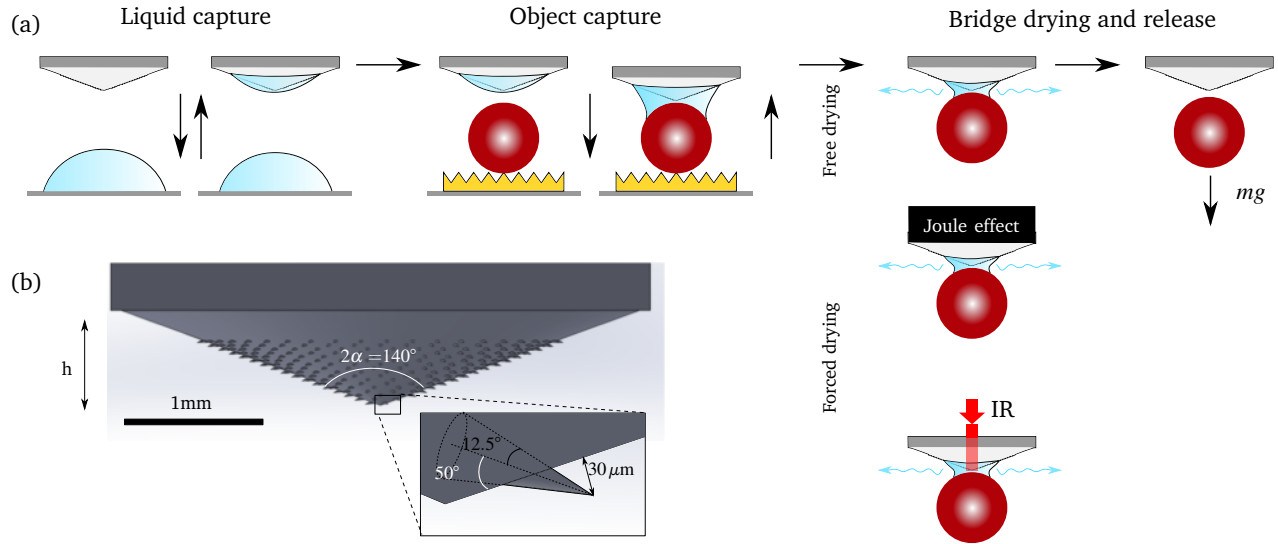 (a)
Liquid capture
Object capture
Bridge drying and release
Free drying
mg
Joule effect
(b)
h
2α =140°
1mm
12.5°
50°
30 μm
Forced drying
IR